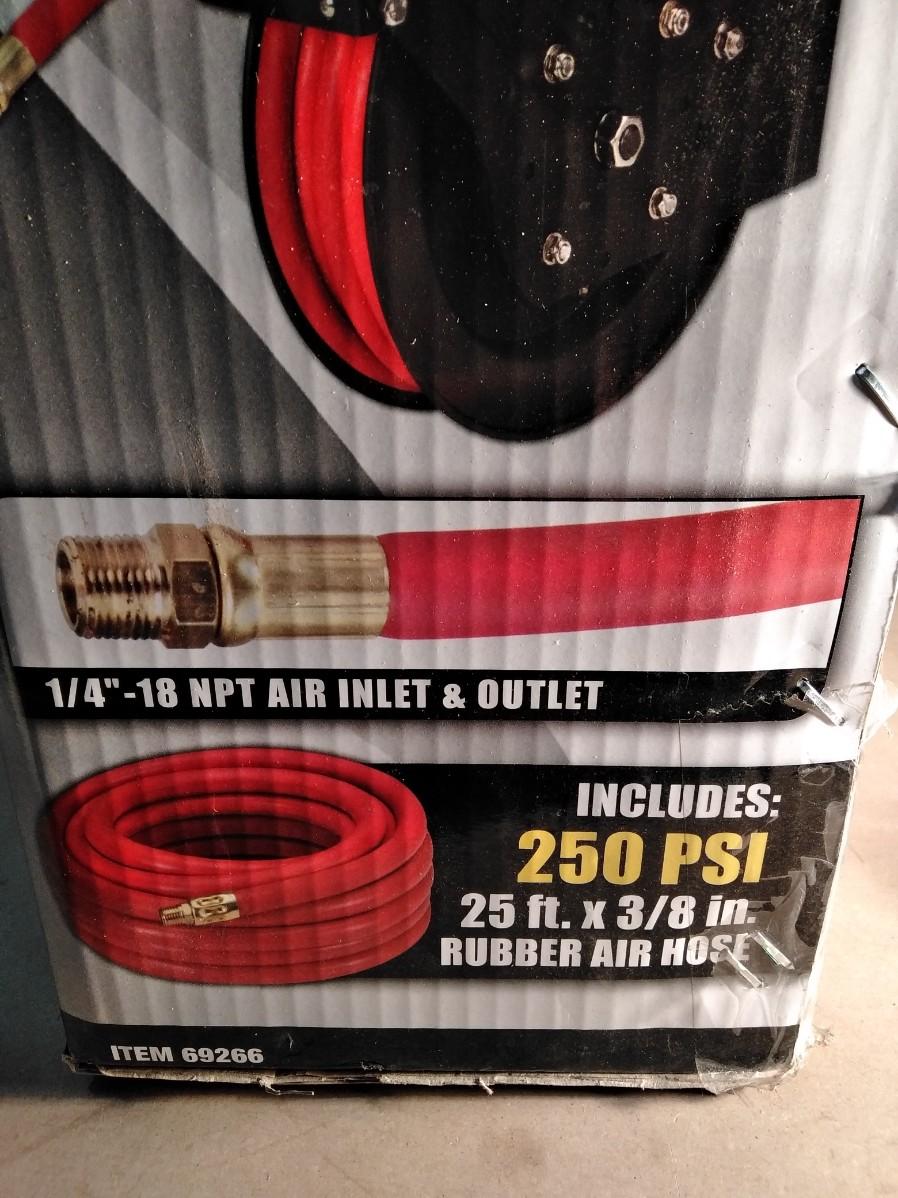 1/4"-18 NPT AIR INLET & OUTLET
INCLUDES:
250 PSI
25 ft. x 3/8 in.
RUBBER AIR HOSE
ITEM 69266